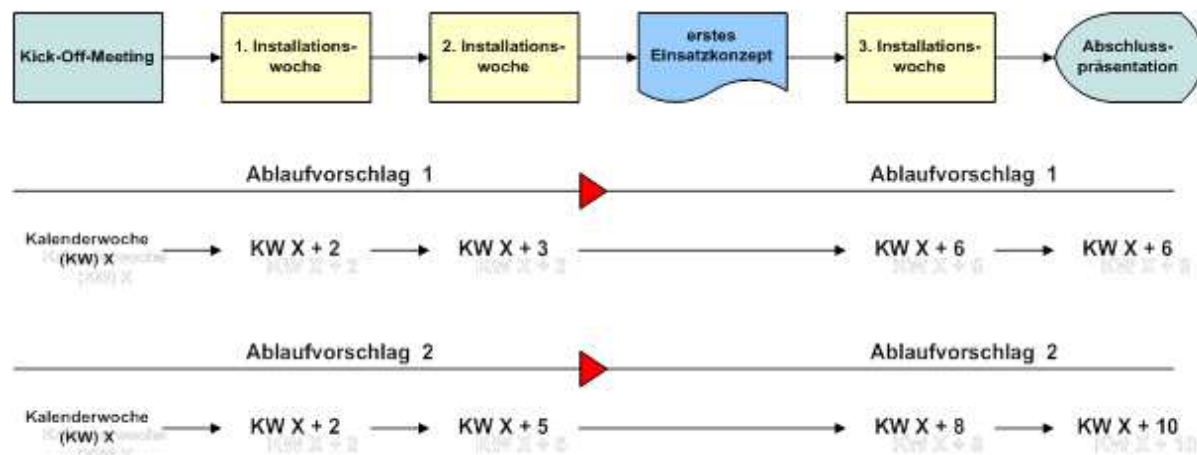 Kick-Off-Meeting
1. Installations-
woche
2. Installations-
woche
erstes
Einsatzkonzept
3. Installations-
woche
Abschluss-
präsentation
Ablaufvorschlag 1
Ablaufvorschlag 1
Kalenderwoche
(KW) X
KW X + 2
KW X + 3
KW X + 6
KW X + 6
Ablaufvorschlag 2
Ablaufvorschlag 2
Kalenderwoche
(KW) X
KW X + 2
KW X + 5
KW X + 8
KW X + 10